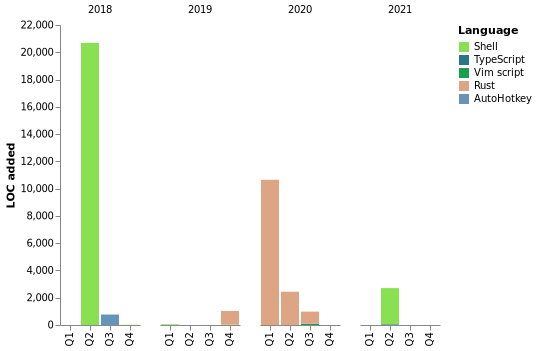 2018 2019 2020 2021
LOC added
22,000
20,000
18,000
16,000
14,000
12,000
10,000
8,000
6,000
4,000
2,000
0
Q1 Q2 Q3 Q4 Q1 Q2 Q3 Q4 Q1 Q2 Q3 Q4 Q1 Q2 Q3 Q4
Language
Shell
TypeScript
Vim script
Rust
AutoHotkey